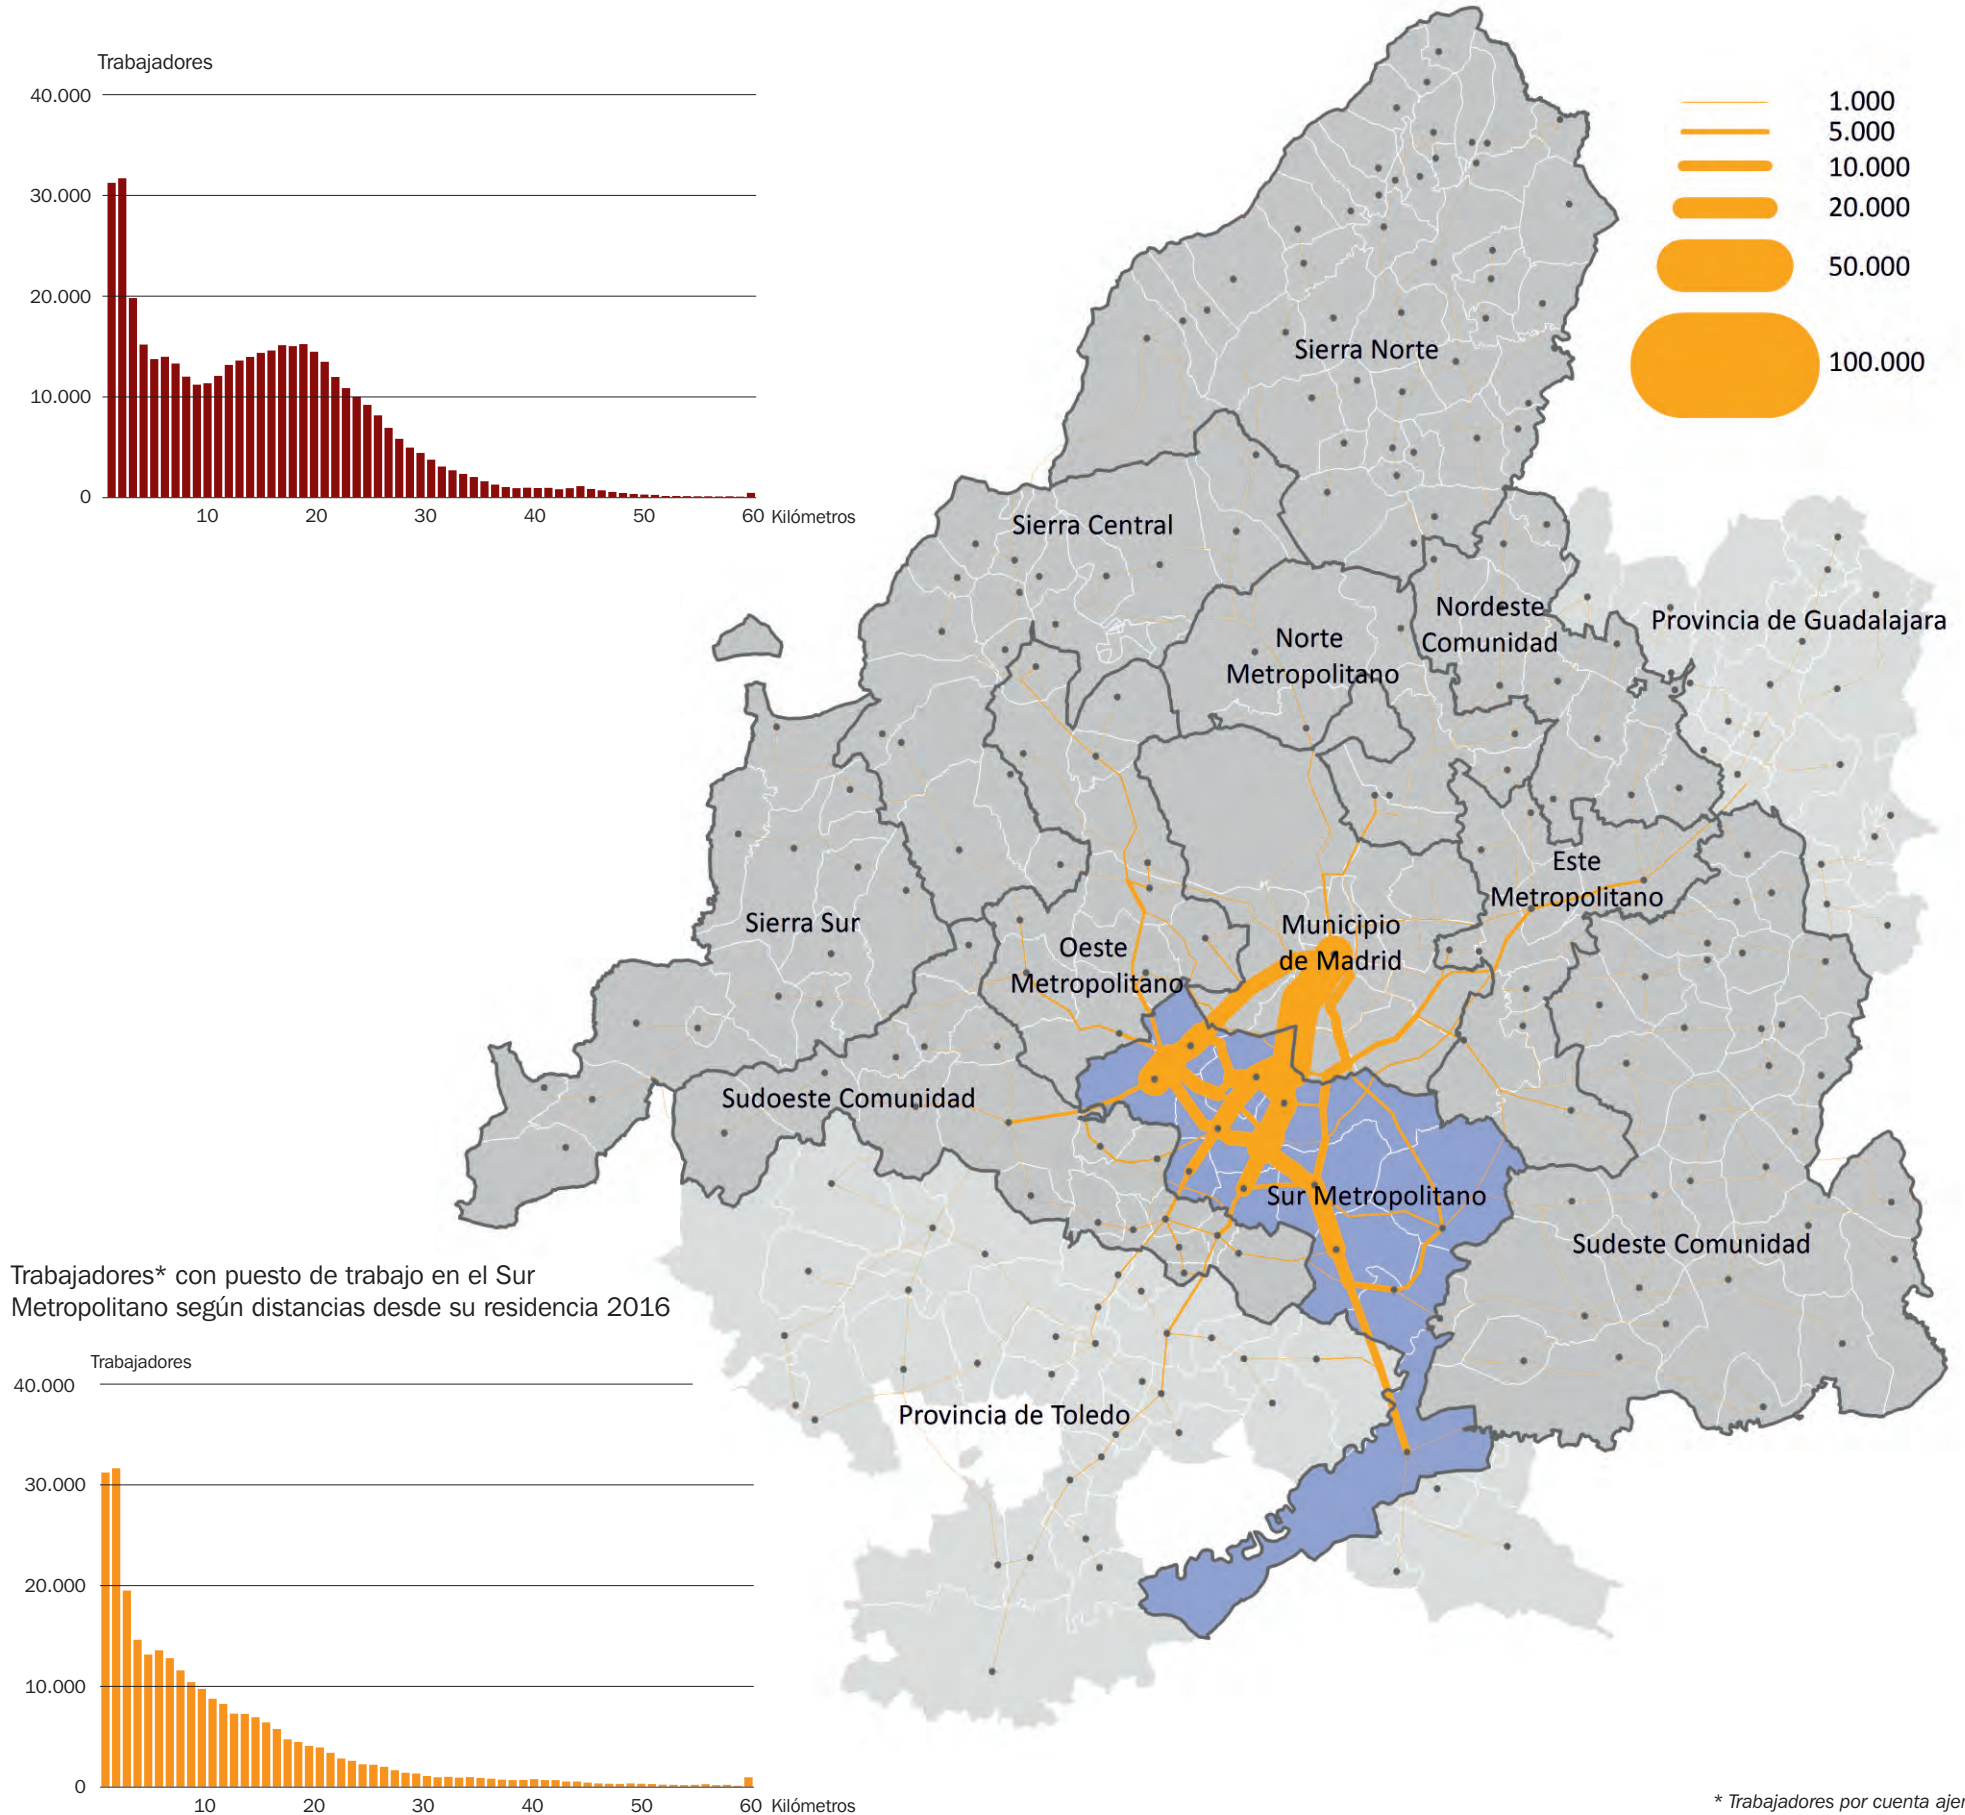 Trabajadores
40.000
30.000
20.000
10.000
0
10 20 30 40 50 60 Kilómetros
1.000
5.000
10.000
20.000
50.000
100.000
Sierra Norte
Sierra Central
Nordeste
Comunidad
Provincia de Guadalajara
Norte
Metropolitano
Este
Metropolitano
Sierra Sur
Municipio
de Madrid
Oeste
Metropolitano
Sudoeste Comunidad
Sur Metropolitano
Sudeste Comunidad
Provincia de Toledo
Trabajadores* con puesto de trabajo en el Sur
Metropolitano según distancias desde su residencia 2016
Trabajadores
40.000
30.000
20.000
10.000
0
10 20 30 40 50 60 Kilómetros
* Trabajadores por cuenta ajen